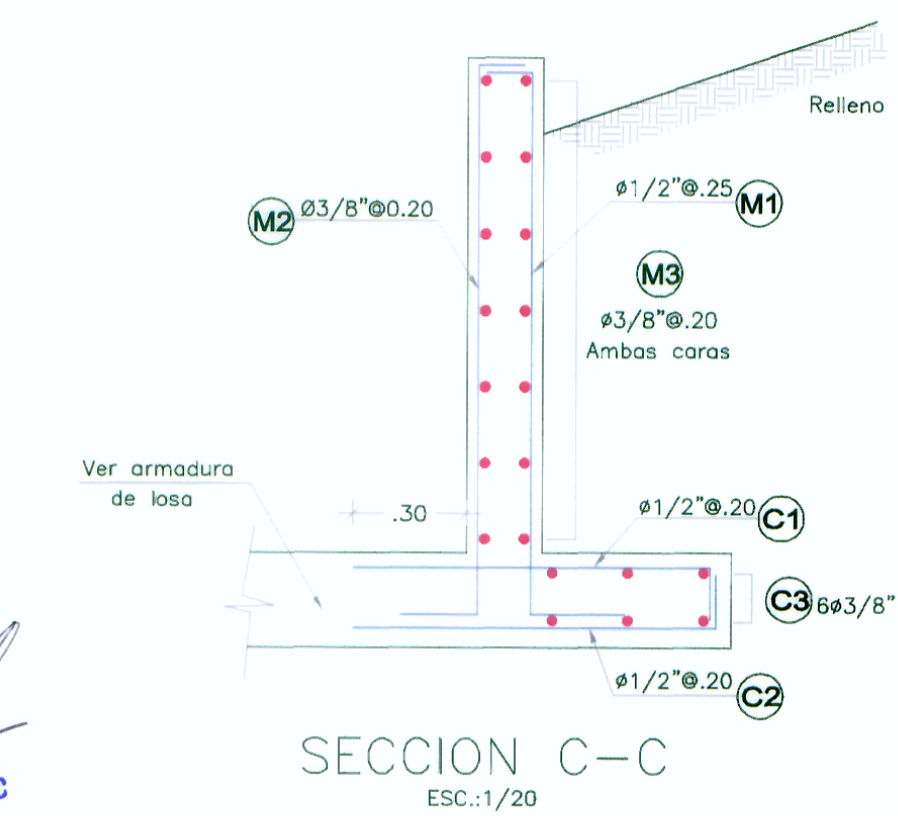 Relleno
ø1/2"@.25 M1
M2 Ø3/8"@0.20
M3
ø3/8"@.20
Ambas caras
Ver armadura
de losa
.30
ø1/2"@.20 C1
C3 6ø3/8"
ø1/2"@.20 C2
SECCION C-C
ESC.:1/20
C